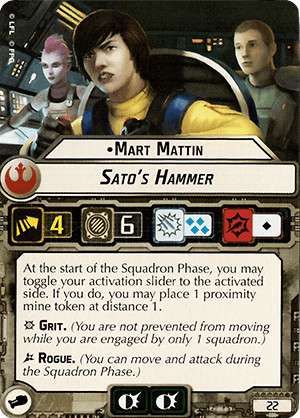 © LFL © FFG
•Mart Mattin
Sato's Hammer
4 6
At the start of the Squadron Phase, you may
toggle your activation slider to the activated
side. If you do, you may place 1 proximity
mine token at distance 1.
Grit. (You are not prevented from moving
while you are engaged by only 1 squadron.)
Rogue. (You can move and attack during
the Squadron Phase.)
22